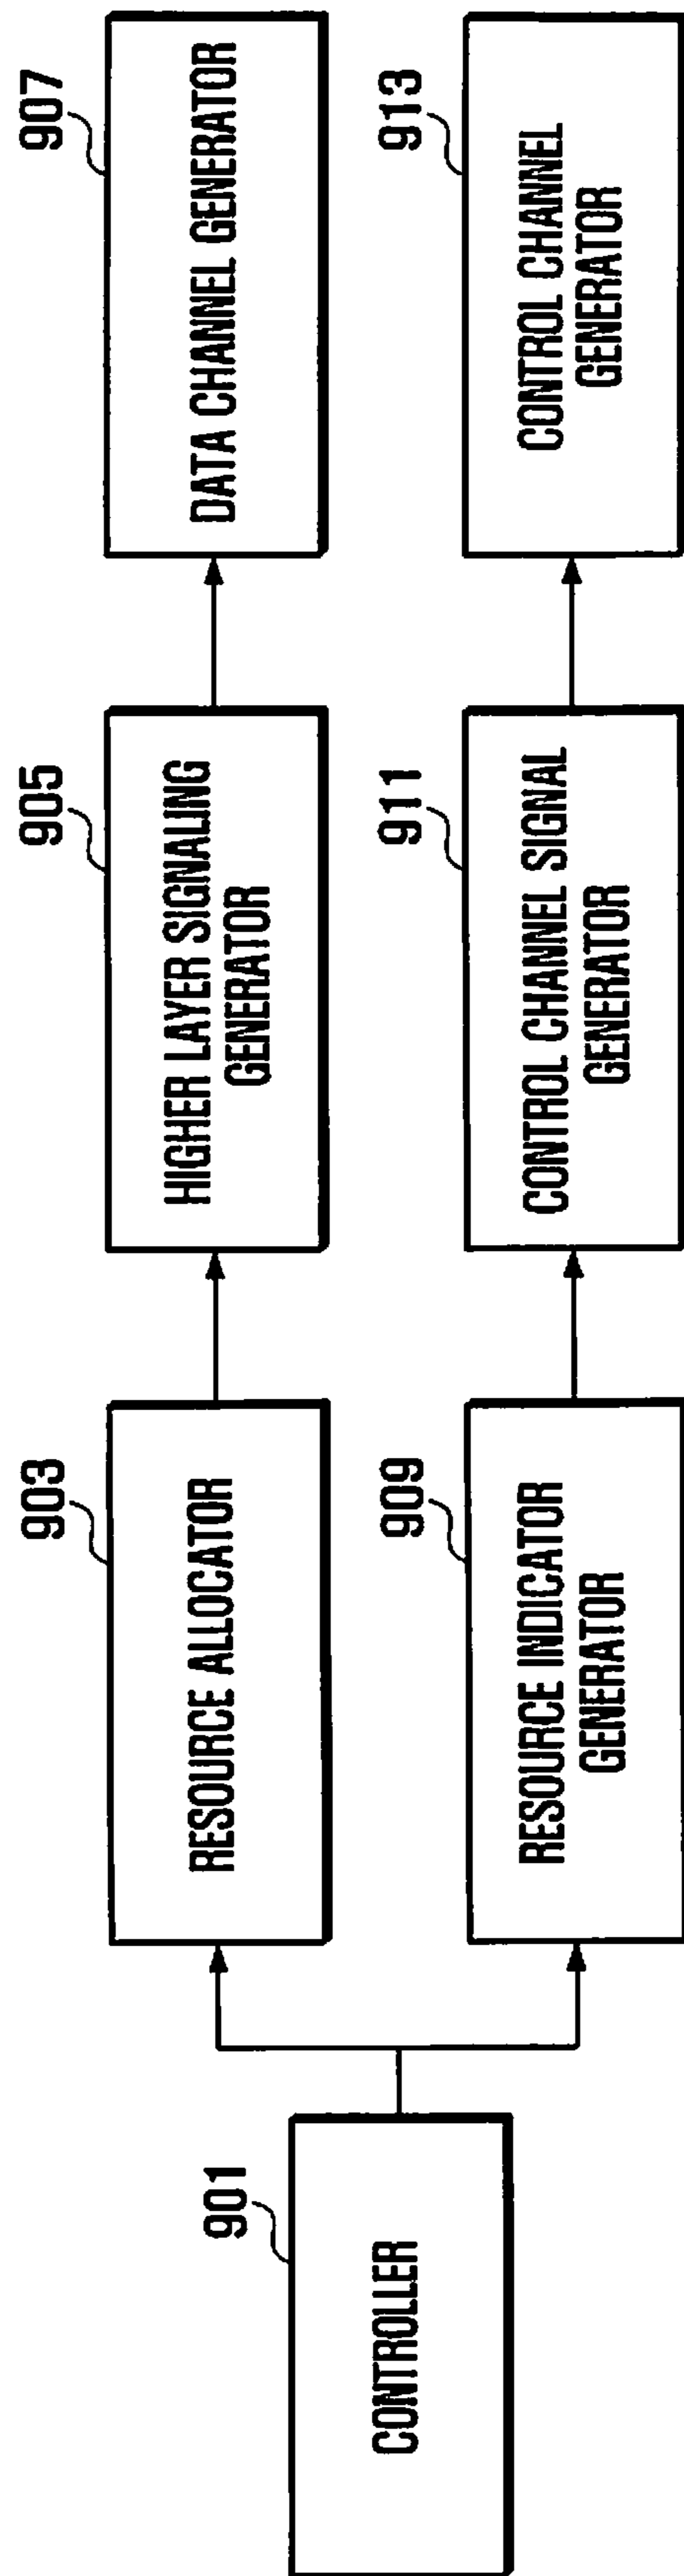 901
CONTROLLER
903
RESOURCE ALLOCATOR
905
HIGHER LAYER SIGNALING
GENERATOR
907
DATA CHANNEL GENERATOR
909
RESOURCE INDICATOR
GENERATOR
911
CONTROL CHANNEL SIGNAL
GENERATOR
913
CONTROL CHANNEL
GENERATOR